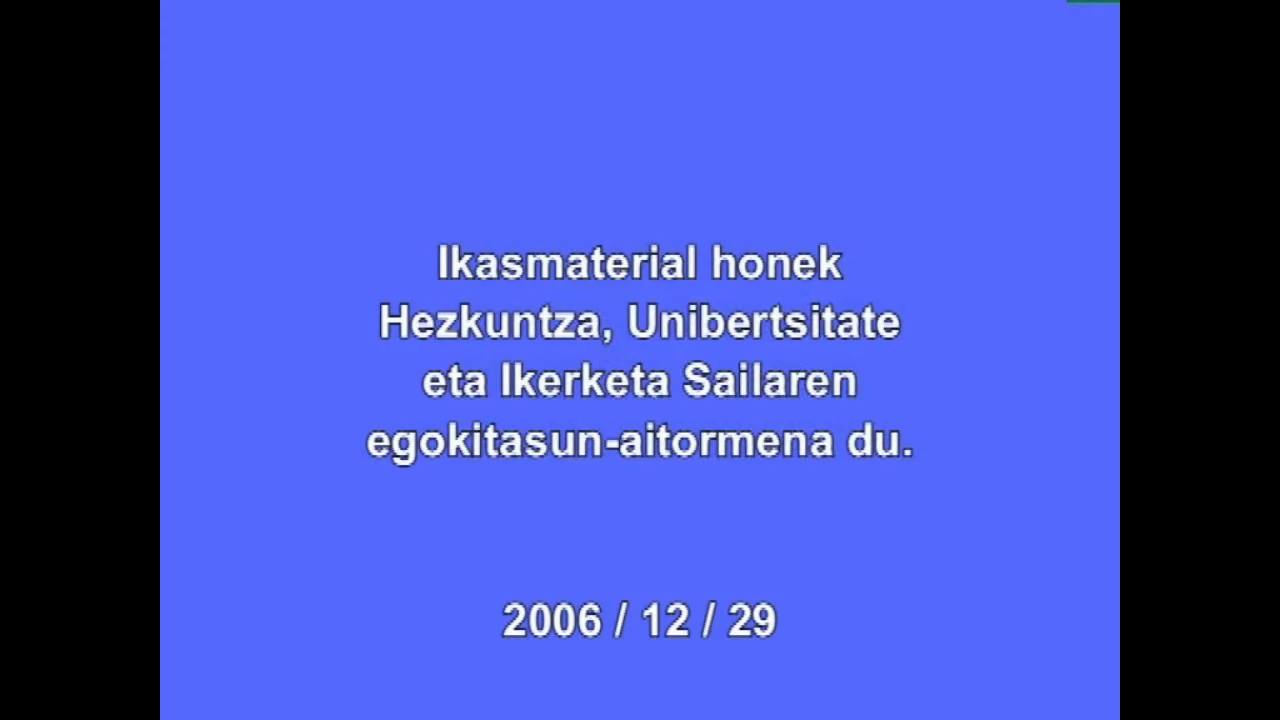 Ikasmaterial honek
Hezkuntza, Unibertsitate
eta Ikerketa Sailaren
egokitasun-aitormena du.
2006 / 12 / 29